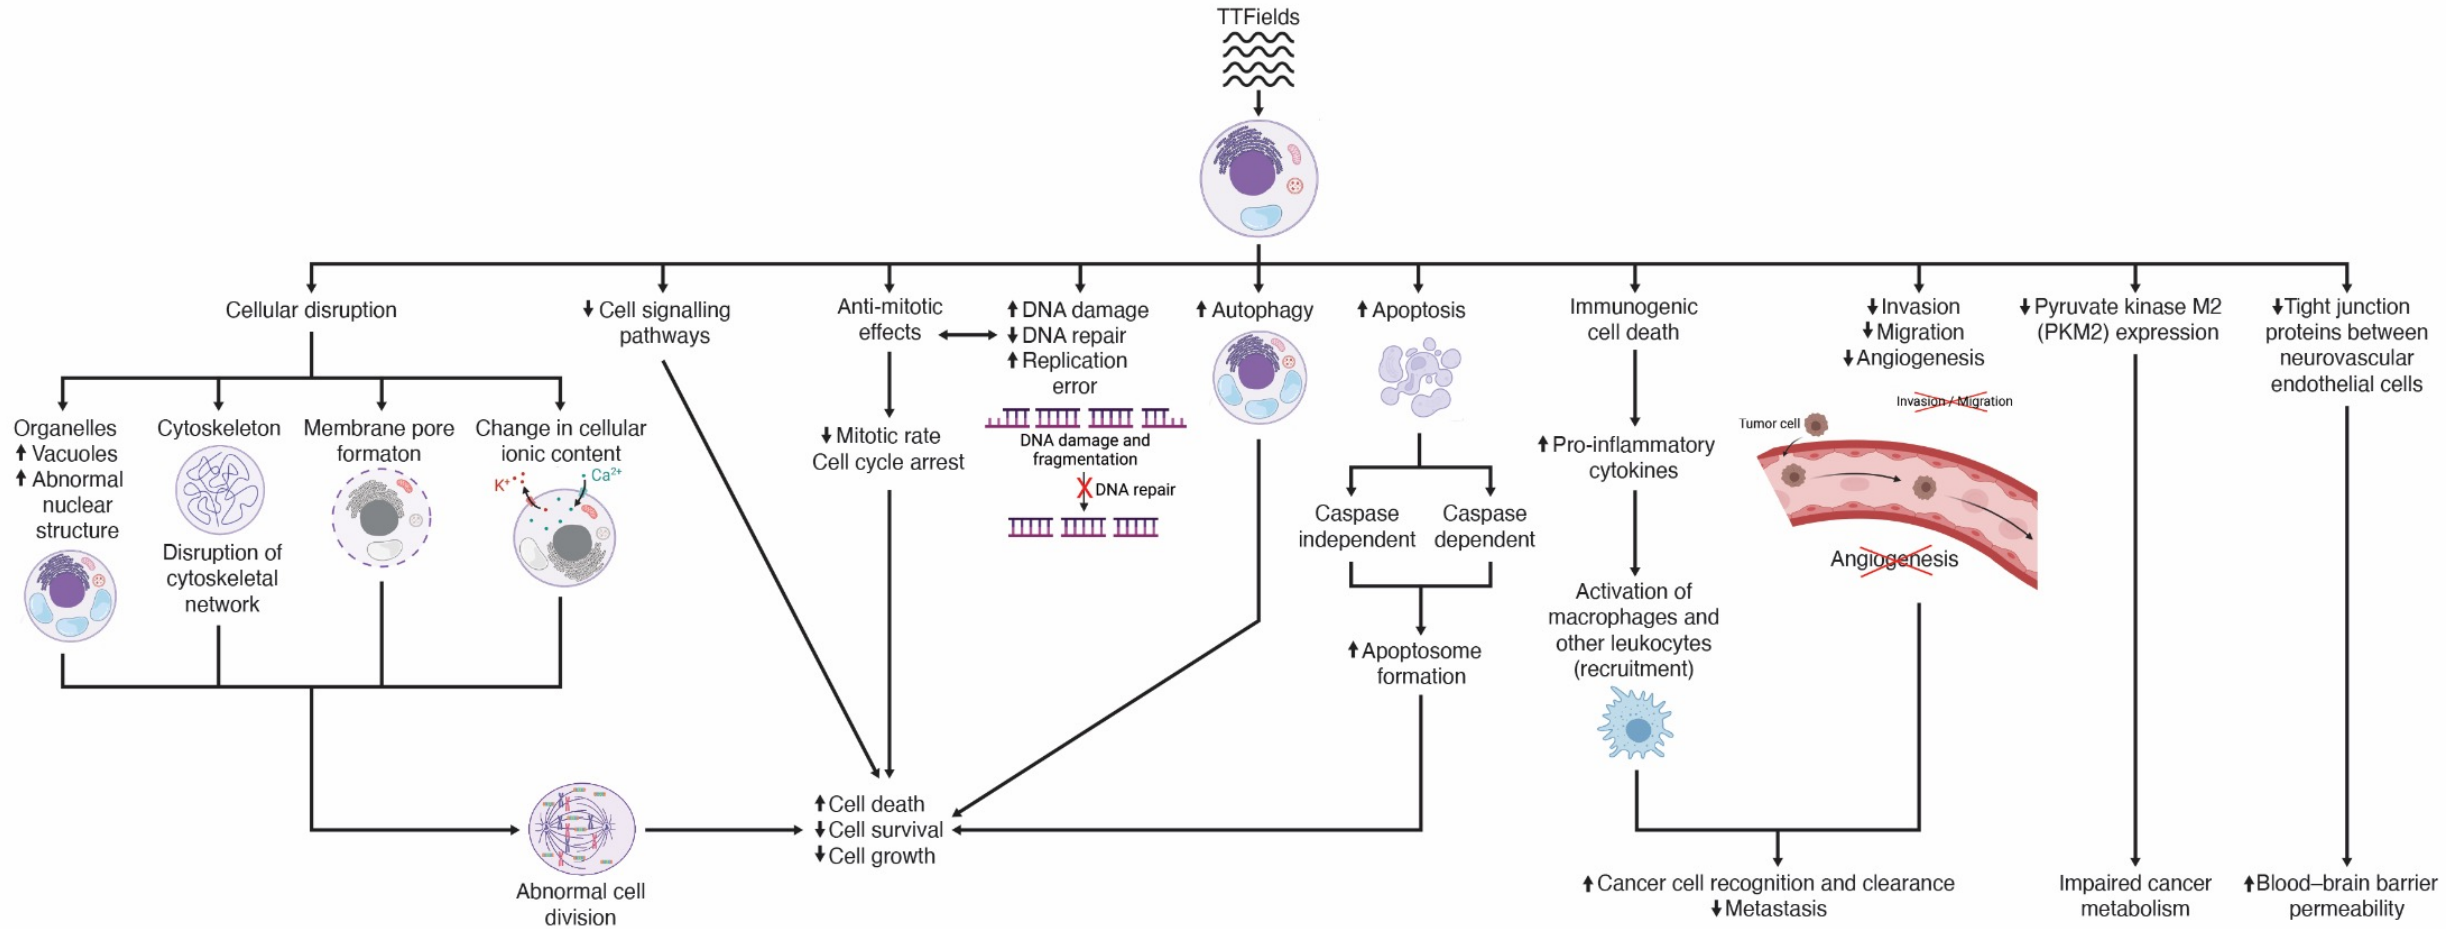 TTFields
Cellular disruption
Organelles
↑ Vacuoles
↑ Abnormal
nuclear
structure
Cytoskeleton
Disruption of
cytoskeletal
network
Membrane pore
formaton
Change in cellular
ionic content
K+
Ca2+
Abnormal cell
division
↓ Cell signalling
pathways
Anti-mitotic
effects
↓ Mitotic rate
Cell cycle arrest
↑ DNA damage
↓ DNA repair
↑ Replication
error
DNA damage and
fragmentation
DNA repair
↑ Autophagy
↑ Apoptosis
Caspase
independent
Caspase
dependent
↑ Apoptosome
formation
↑ Cell death
↓ Cell survival
↓ Cell growth
Immunogenic
cell death
↑ Pro-inflammatory
cytokines
Activation of
macrophages and
other leukocytes
(recruitment)
↓ Invasion
↓ Migration
↓ Angiogenesis
Invasion / Migration
Tumor cell
Angiogenesis
↑ Cancer cell recognition and clearance
↓ Metastasis
↓ Pyruvate kinase M2
(PKM2) expression
Impaired cancer
metabolism
↓ Tight junction
proteins between
neurovascular
endothelial cells
↑ Blood–brain barrier
permeability